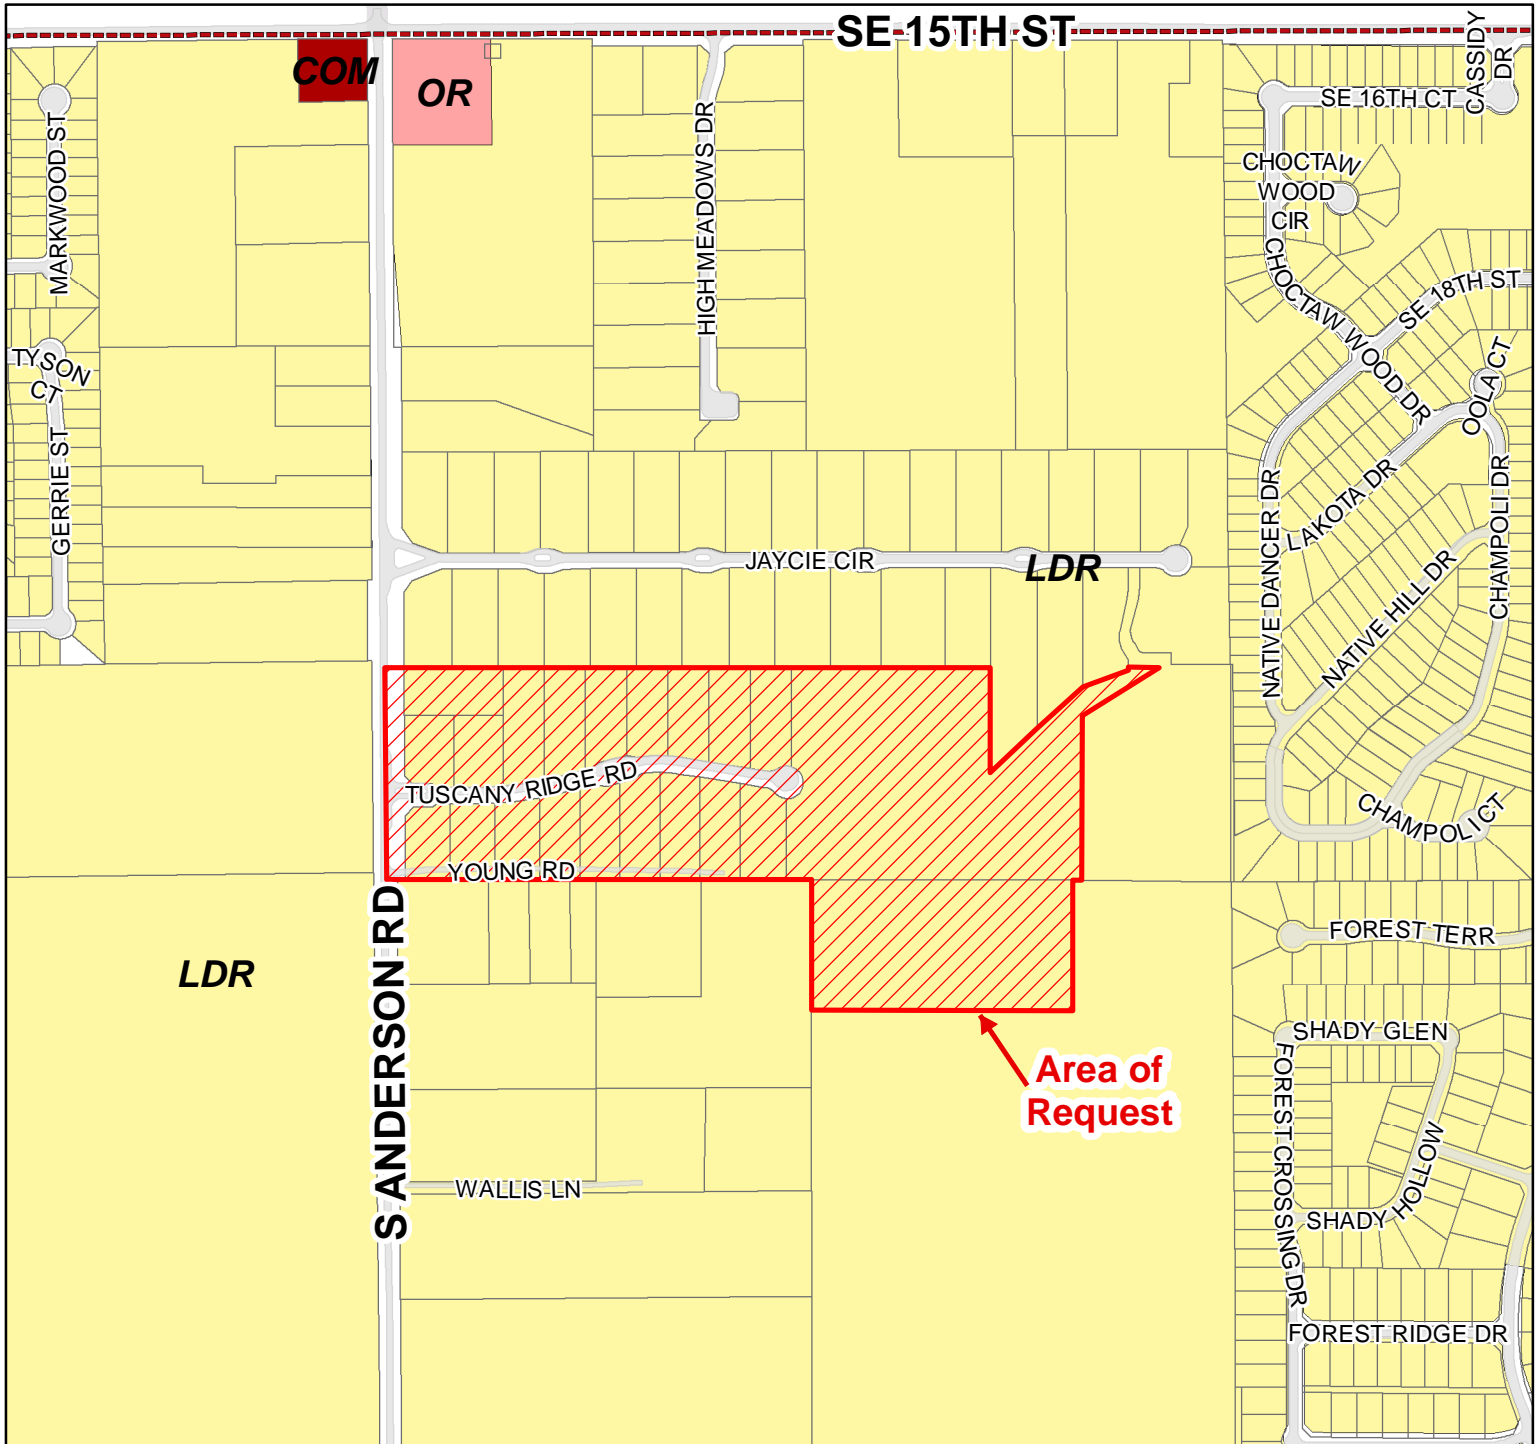 SE 15TH ST
CASSIDY
DR
COM
OR
SE 16TH CT
MARKWOOD ST
HIGH MEADOWS DR
CHOCTAW
WOOD
CIR
CHOCTAW WOOD DR
SE 18TH ST
TYSON
CT
OOLA CT
GERRIE ST
LAKOTA DR
NATIVE DANCER DR
CHAMPOLI DR
JAYCIE CIR
LDR
NATIVE HILL DR
TUSCANY RIDGE RD
CHAMPOLI CT
YOUNG RD
S ANDERSON RD
FOREST TERR
LDR
SHADY GLEN
Area of
Request
FOREST CROSSING DR
SHADY HOLLOW
WALLIS LN
FOREST RIDGE DR